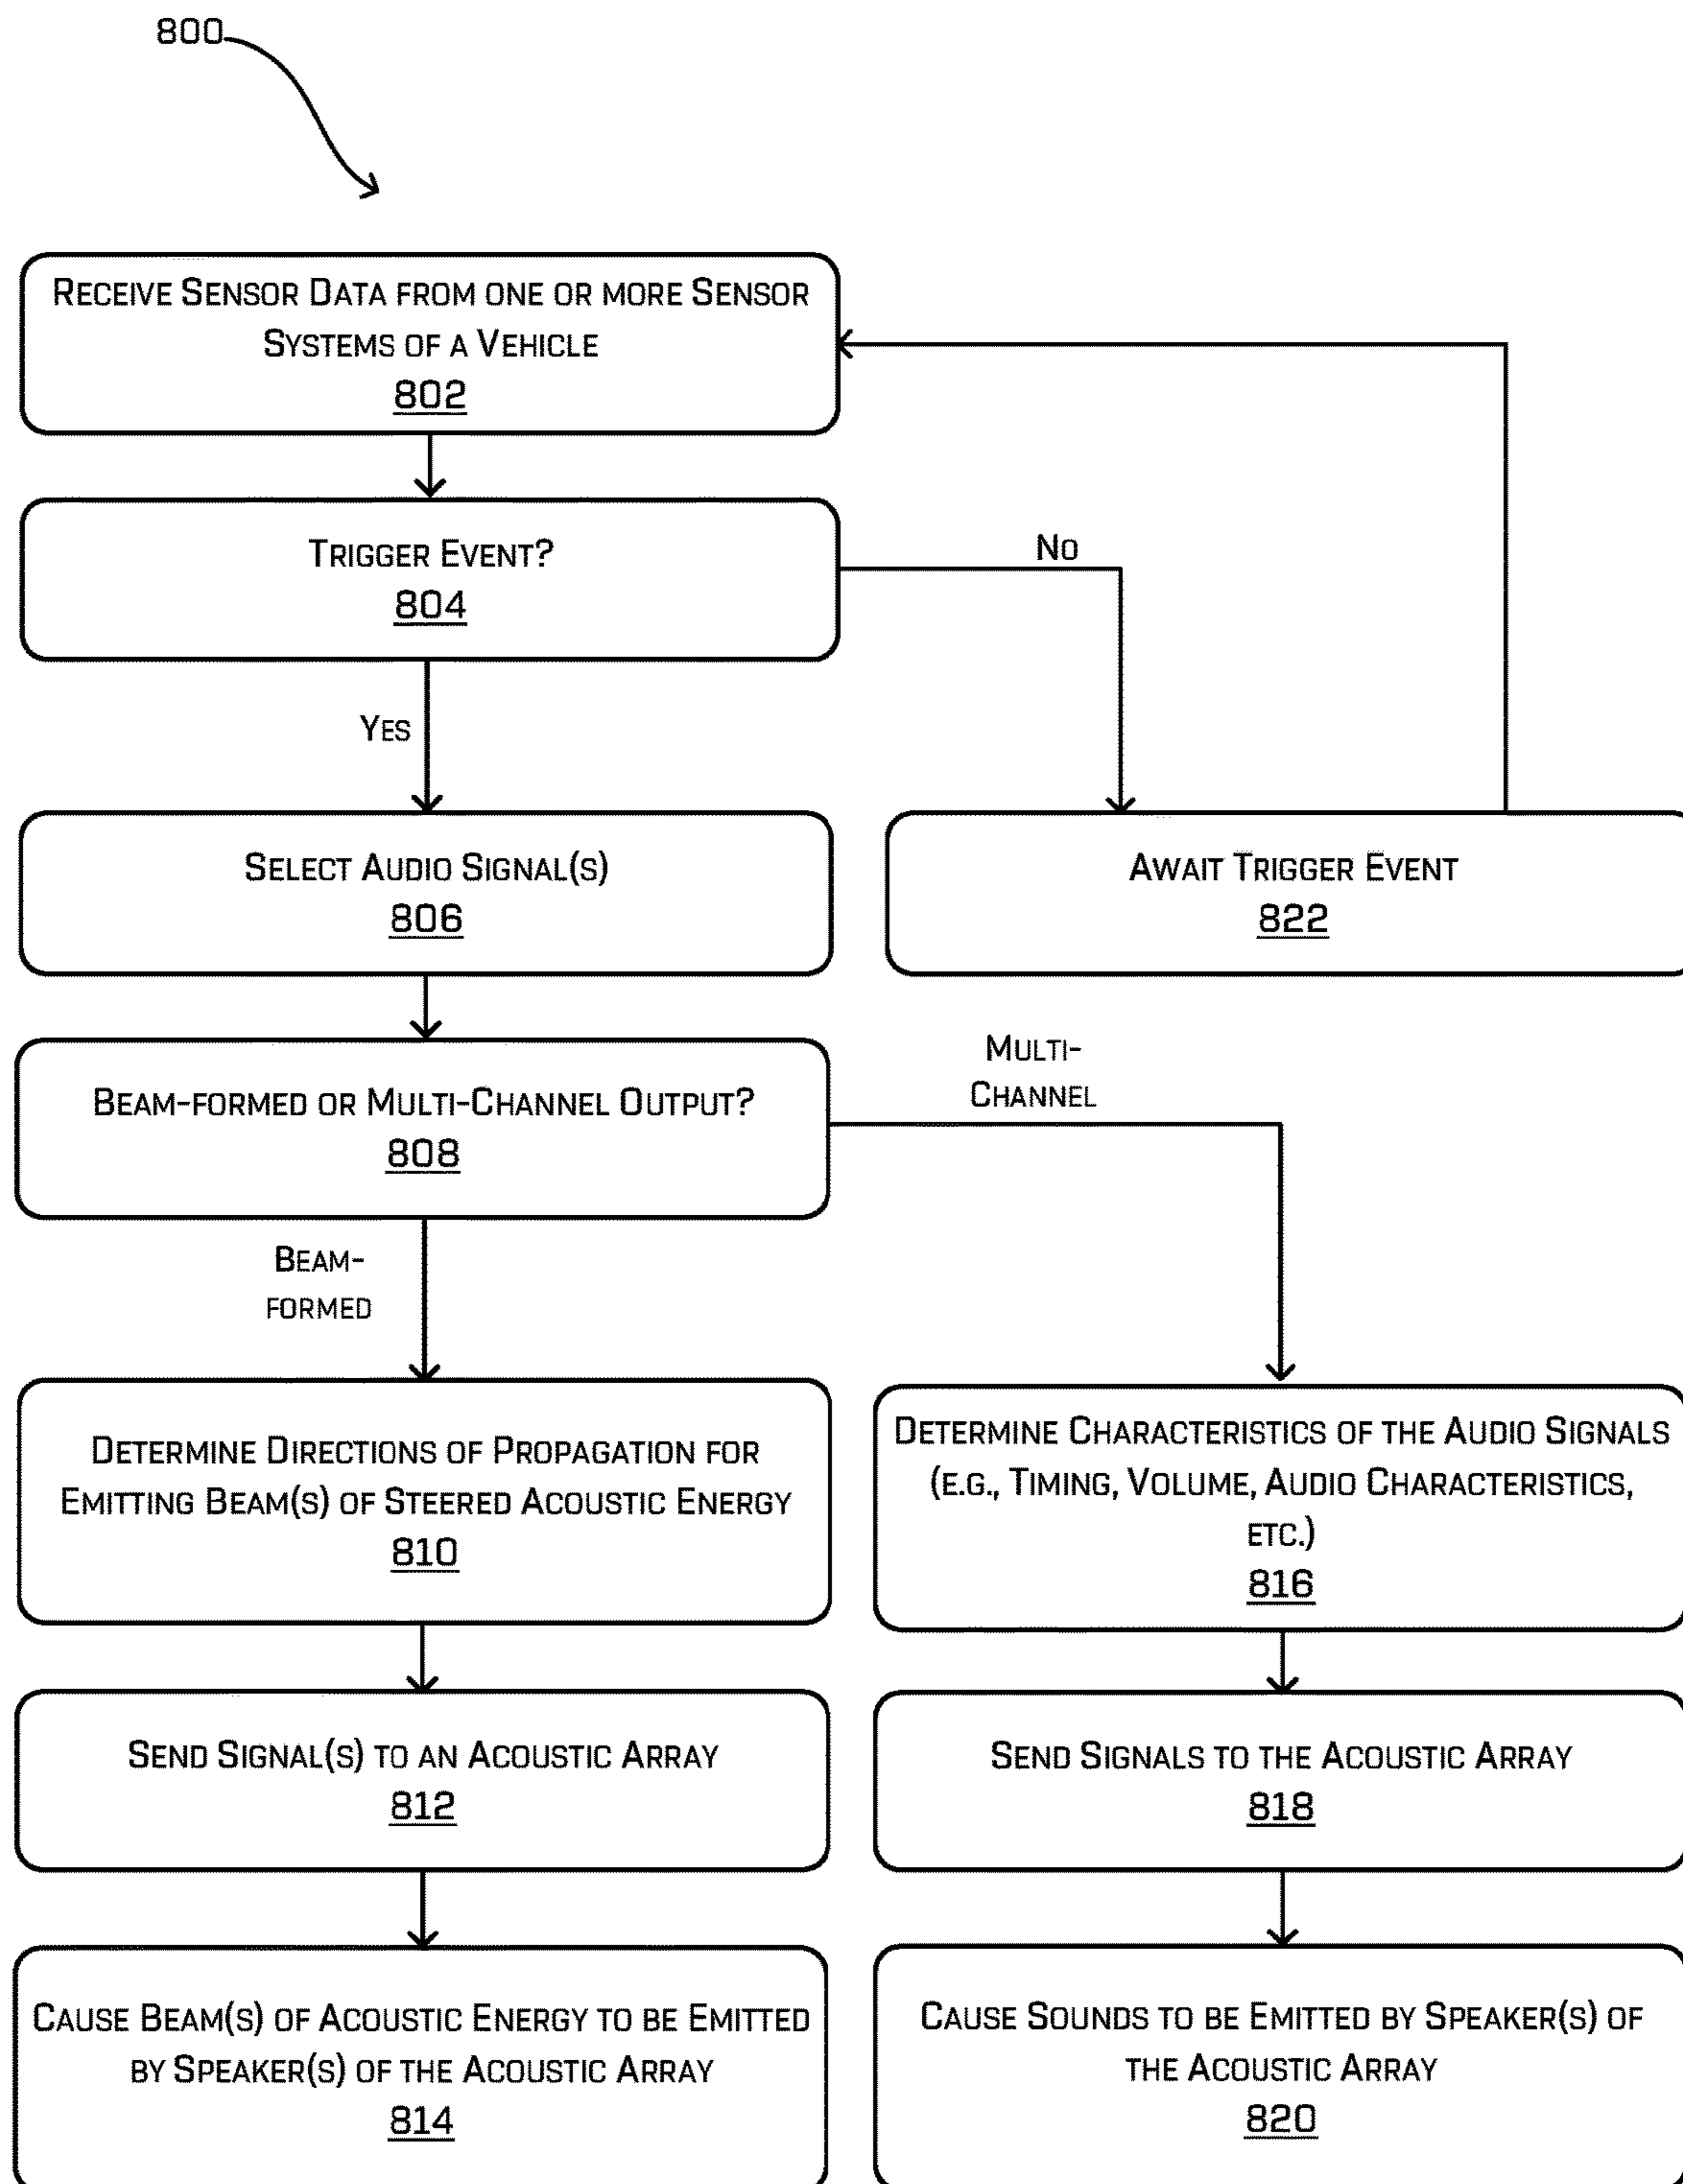 800
Receive Sensor Data from one or more Sensor
Systems of a Vehicle
802
Trigger Event?
804
No
Yes
Select Audio Signal(s)
806
Await Trigger Event
822
Beam-formed or Multi-Channel Output?
808
Multi-
Channel
Beam-
formed
Determine Directions of Propagation for
Emitting Beam(s) of Steered Acoustic Energy
810
Determine Characteristics of the Audio Signals
(e.g., Timing, Volume, Audio Characteristics,
etc.)
816
Send Signal(s) to an Acoustic Array
812
Send Signals to the Acoustic Array
818
Cause Beam(s) of Acoustic Energy to be Emitted
by Speaker(s) of the Acoustic Array
814
Cause Sounds to be Emitted by Speaker(s) of
the Acoustic Array
820